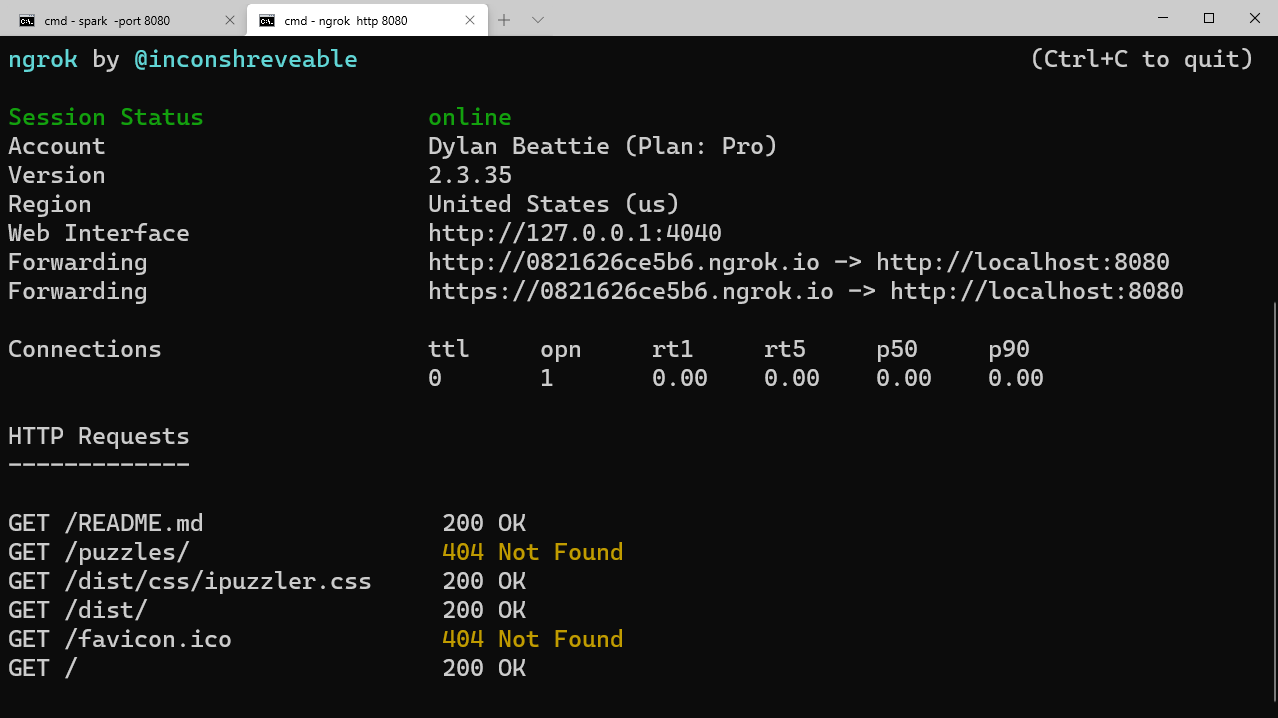 cmd - spark -port 8080
cmd - ngrok http 8080
ngrok by @inconshreveable (Ctrl+C to quit)
Session Status online
Account Dylan Beattie (Plan: Pro)
Version 2.3.35
Region United States (us)
Web Interface http://127.0.0.1:4040
Forwarding http://0821626ce5b6.ngrok.io -> http://localhost:8080
Forwarding https://0821626ce5b6.ngrok.io -> http://localhost:8080
Connections ttl opn rt1 rt5 p50 p90
0 1 0.00 0.00 0.00 0.00
HTTP Requests
-------------
GET /README.md 200 OK
GET /puzzles/ 404 Not Found
GET /dist/css/ipuzzler.css 200 OK
GET /dist/ 200 OK
GET /favicon.ico 404 Not Found
GET / 200 OK